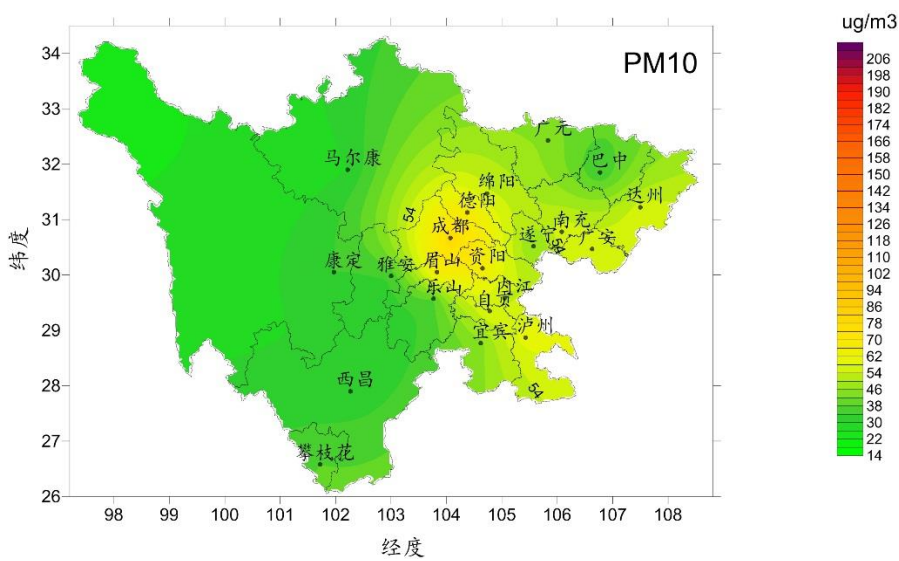 ug/m3
PM10
34
33
32
31
30
29
28
27
26
纬度
98
99
100
101
102
103
104
105
106
107
108
经度
广元
巴中
马尔康
绵阳
达州
德阳
54
成都
南充
遂宁
广安
54
康定
雅安
眉山
资阳
乐山
内江
自贡
宜宾
泸州
西昌
54
攀枝花
206
198
190
182
174
166
158
150
142
134
126
118
110
102
94
86
78
70
62
54
46
38
30
22
14